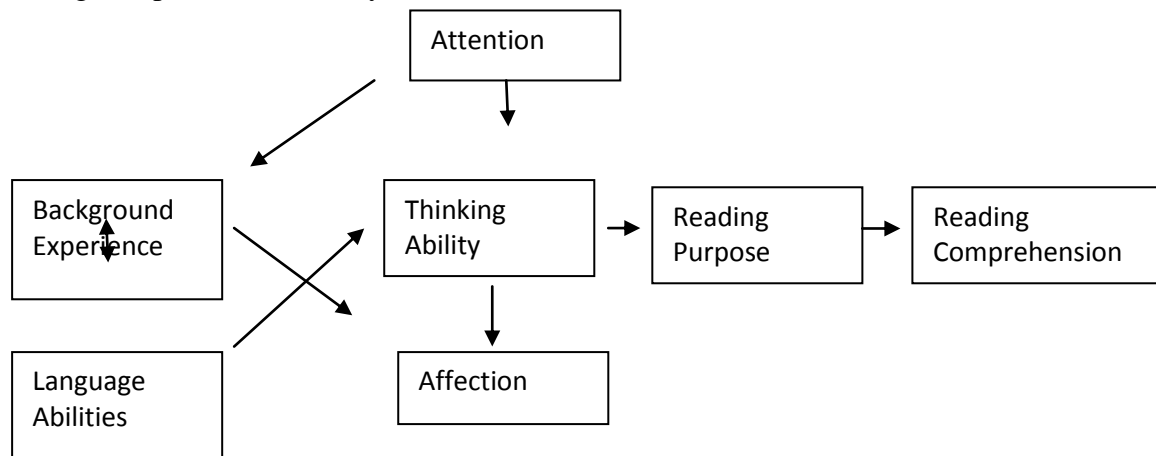 Attention
Background
Experience
Thinking
Ability
Reading
Purpose
Reading
Comprehension
Language
Abilities
Affection